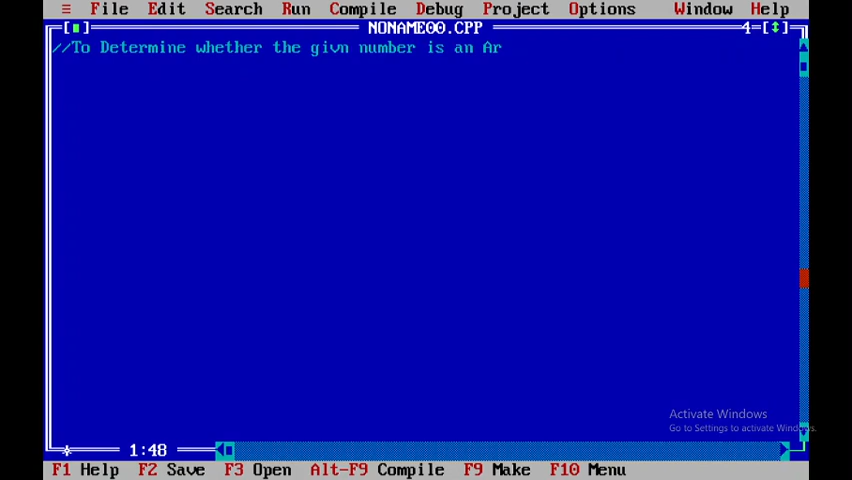 ≡ File Edit Search Run Compile Debug Project Options Window Help
[■] NONAME00.CPP 4=[↕]
//To Determine whether the givn number is an Ar
Activate Windows
Go to Settings to activate Windows.
1:48
F1 Help F2 Save F3 Open Alt-F9 Compile F9 Make F10 Menu